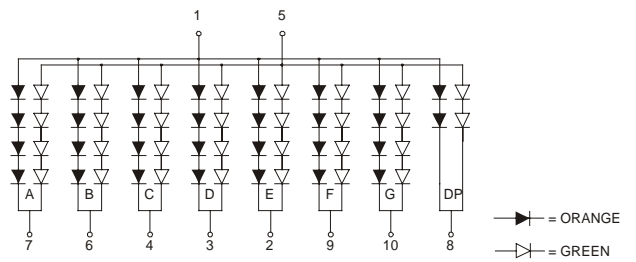 1 5
A B C D E F G DP
7 6 4 3 2 9 10 8
= ORANGE
= GREEN